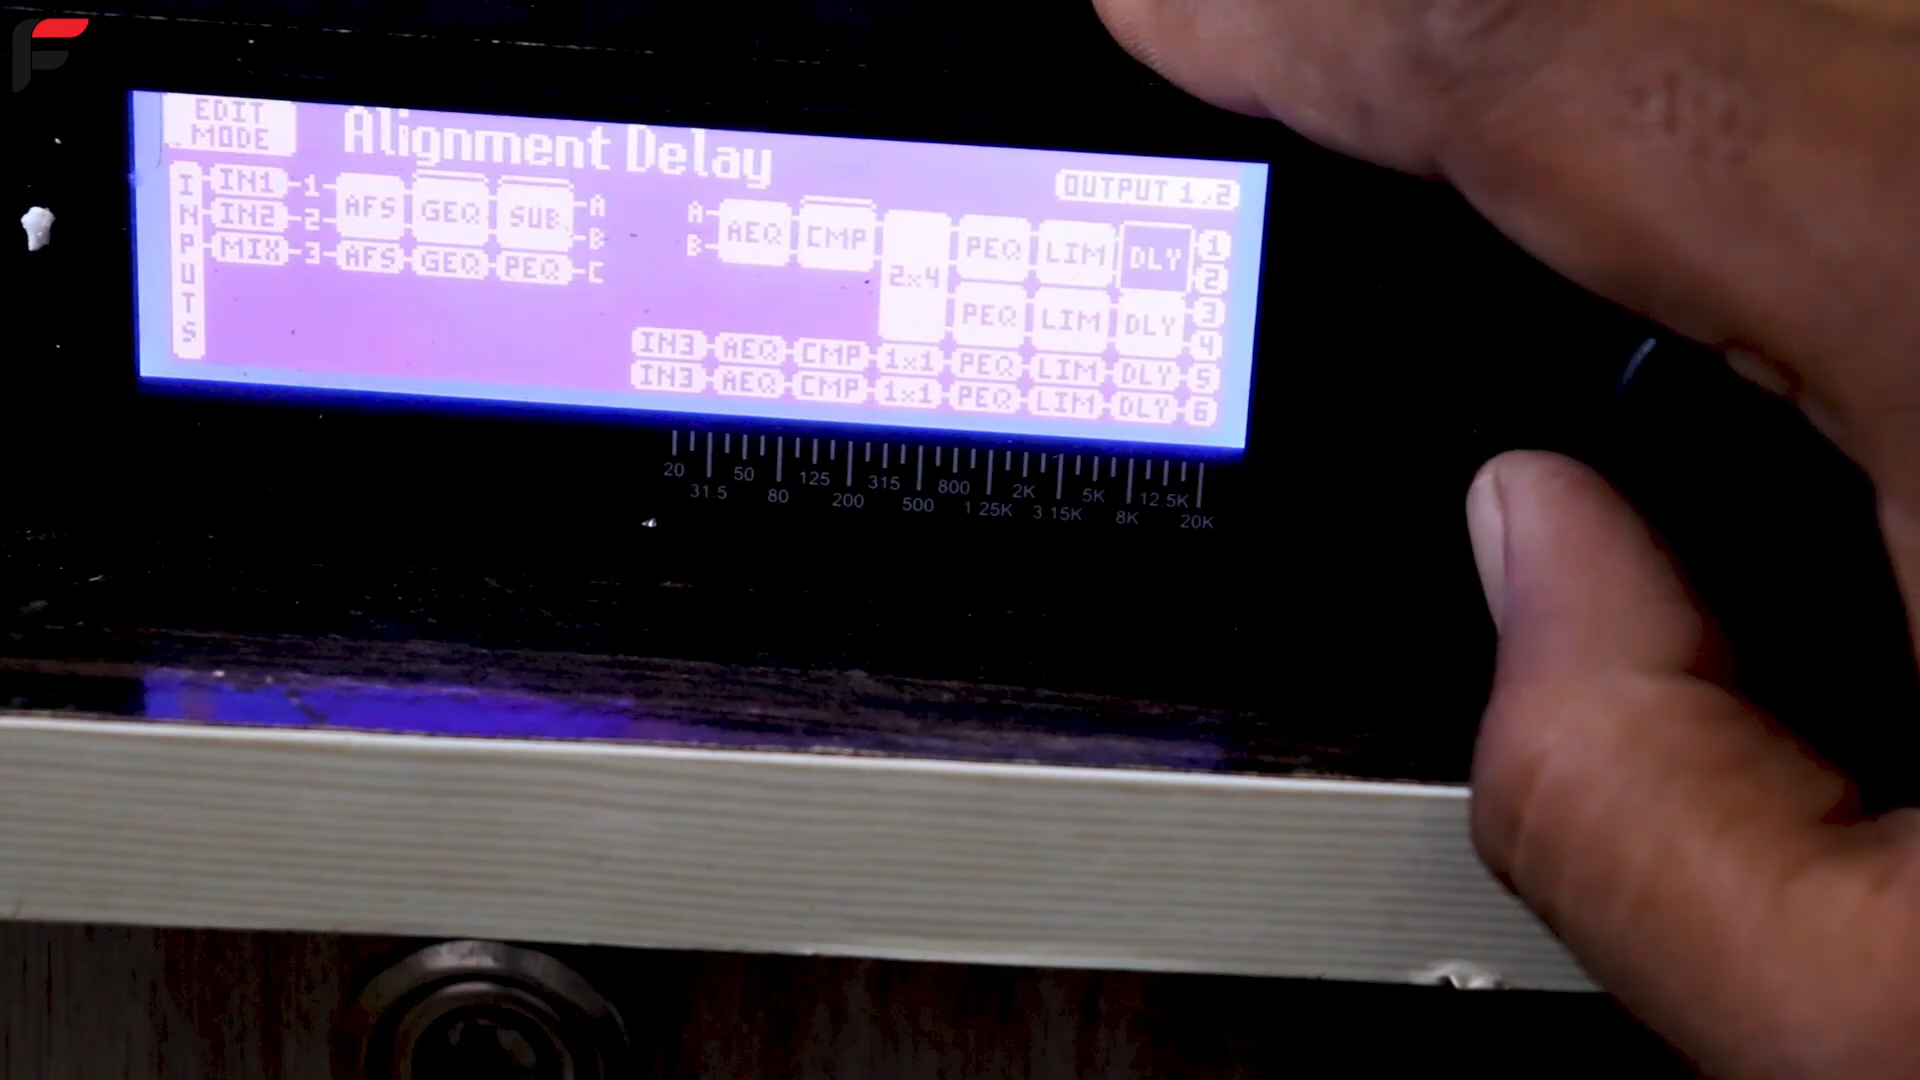 EDIT MODE
Alignment Delay
OUTPUT 1,2
INPUTS
IN1 1 AFS GEQ SUB A
IN2 2 B
MIX 3 AFS GEQ PEQ C
A AEQ CMP 2x4 PEQ LIM DLY 1
B 2
PEQ LIM DLY 3
4
IN3 AEQ CMP 1x1 PEQ LIM DLY 5
IN3 AEQ CMP 1x1 PEQ LIM DLY 6
20 50 125 315 800 2K 5K 12 5K
31.5 80 200 500 1 25K 3.15K 8K 20K